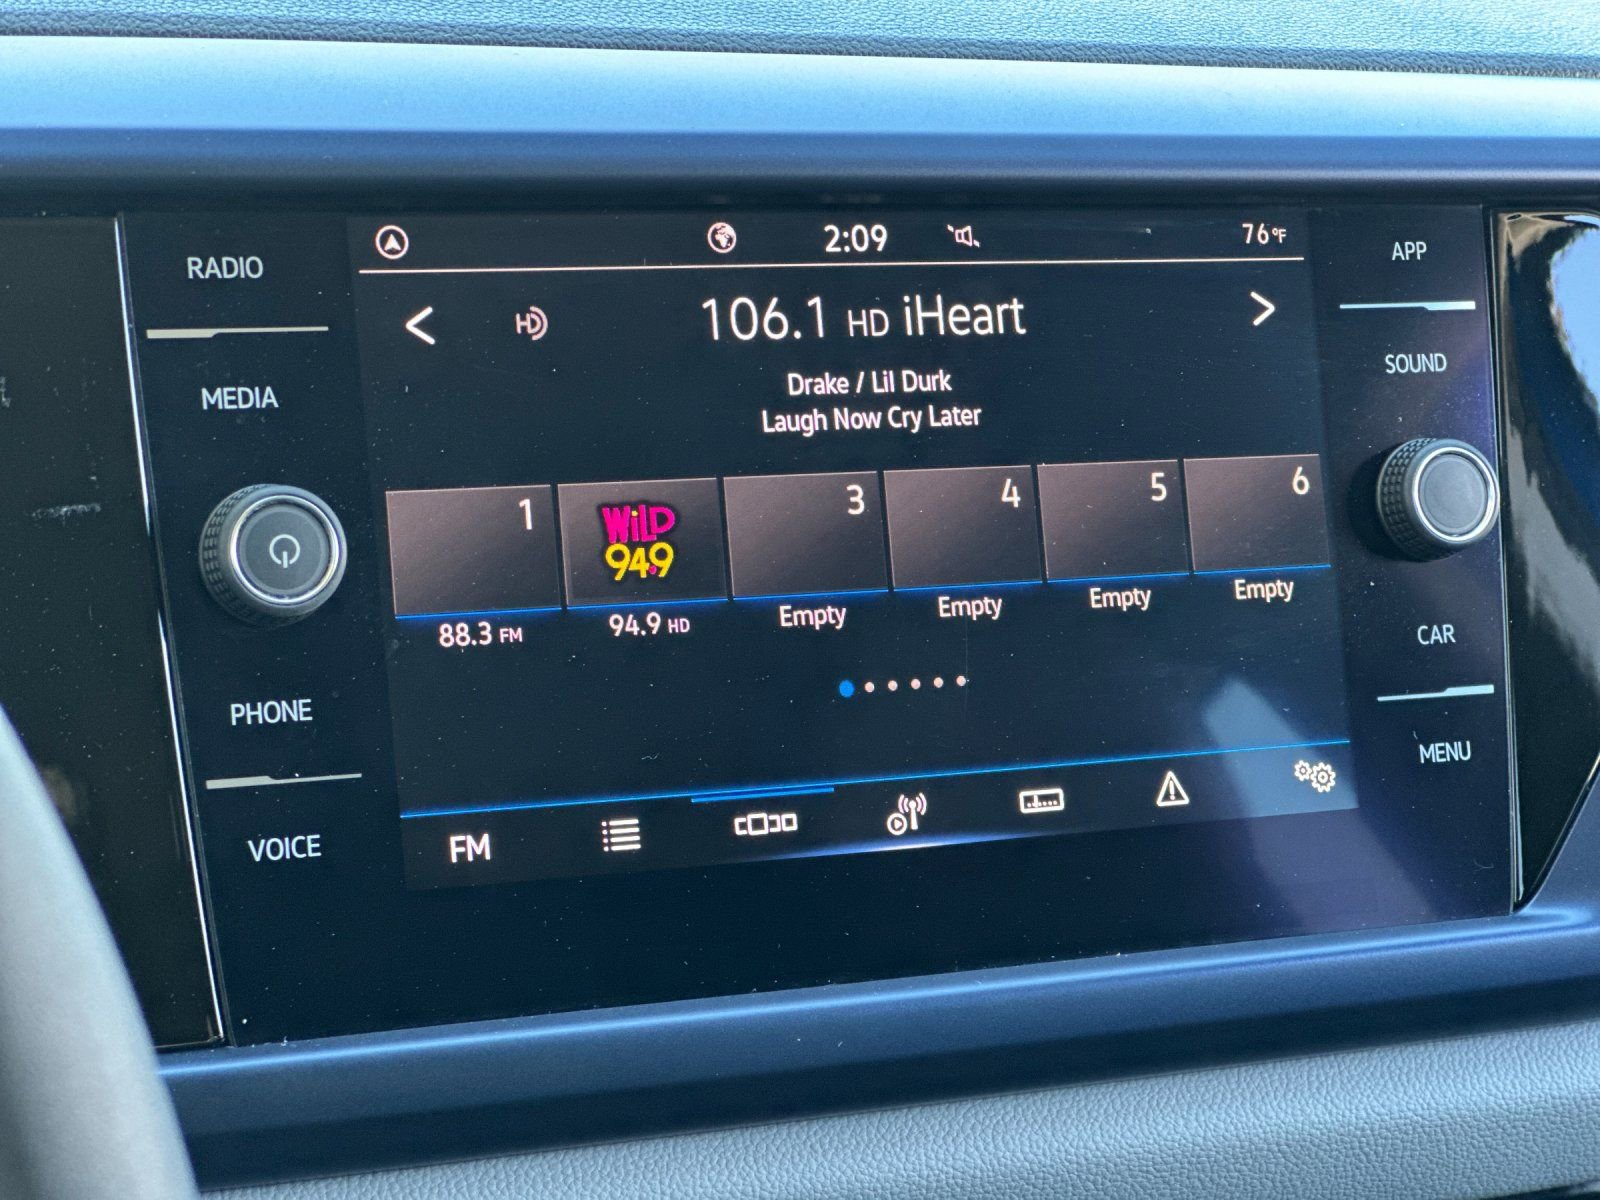 RADIO
MEDIA
PHONE
VOICE
2:09
76°F
HD
106.1 HD iHeart
Drake / Lil Durk
Laugh Now Cry Later
1
WiLD
94.9
3
4
5
6
88.3 FM
94.9 HD
Empty
Empty
Empty
Empty
FM
APP
SOUND
CAR
MENU